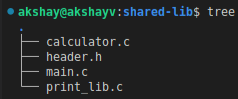 akshay@akshayv:shared-lib$ tree
.
├── calculator.c
├── header.h
├── main.c
└── print_lib.c